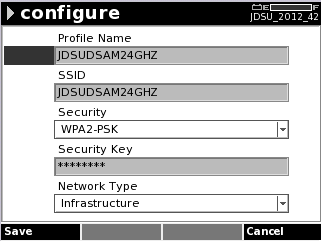 configure
E F
JDSU_2012_42
Profile Name
JDSUDSAM24GHZ
SSID
JDSUDSAM24GHZ
Security
WPA2-PSK
Security Key
********
Network Type
Infrastructure
Save Cancel